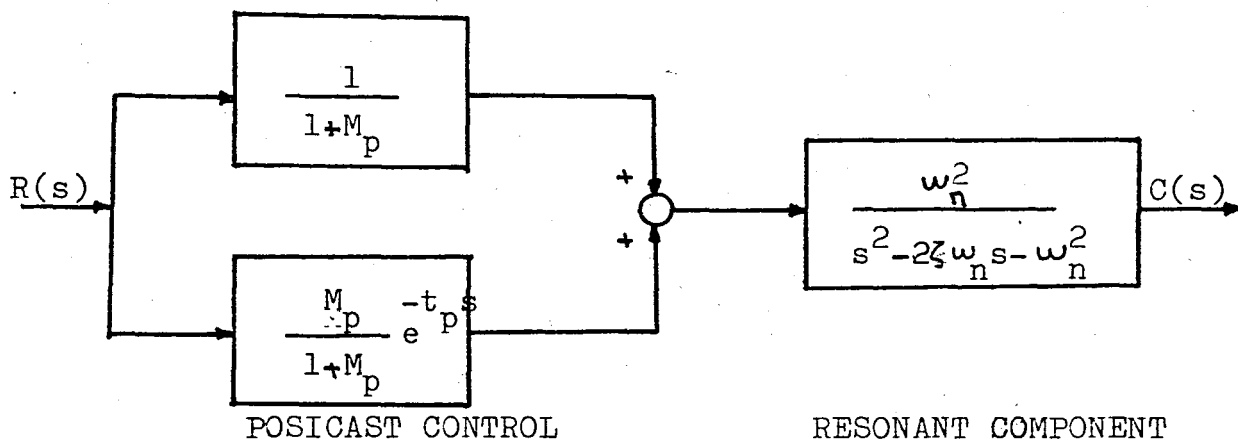 1
1+M_p
R(s)
+
+
M_p
1+M_p
e^{-t_p s}
ω_n^2
s^2-2ζω_n s-ω_n^2
C(s)
POSICAST CONTROL
RESONANT COMPONENT